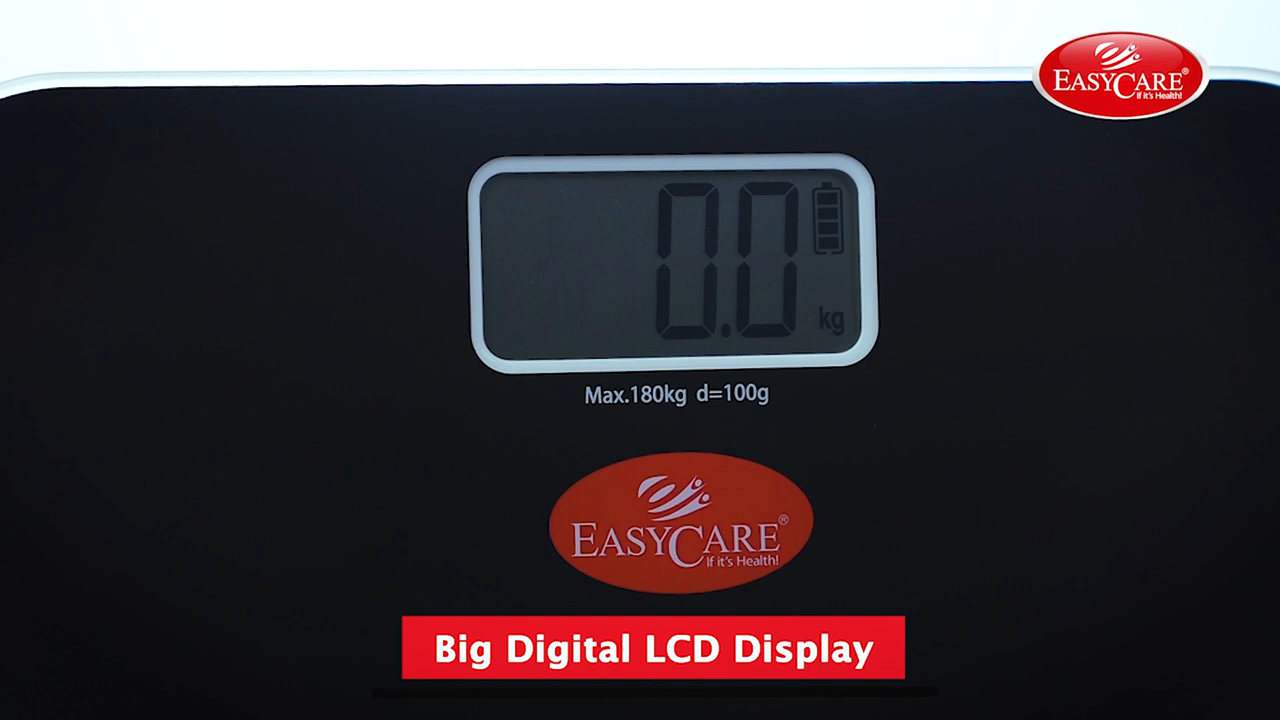 EASYCARE®
If it's Health!
0.0
kg
Max.180kg d=100g
EASYCARE®
If it's Health!
Big Digital LCD Display